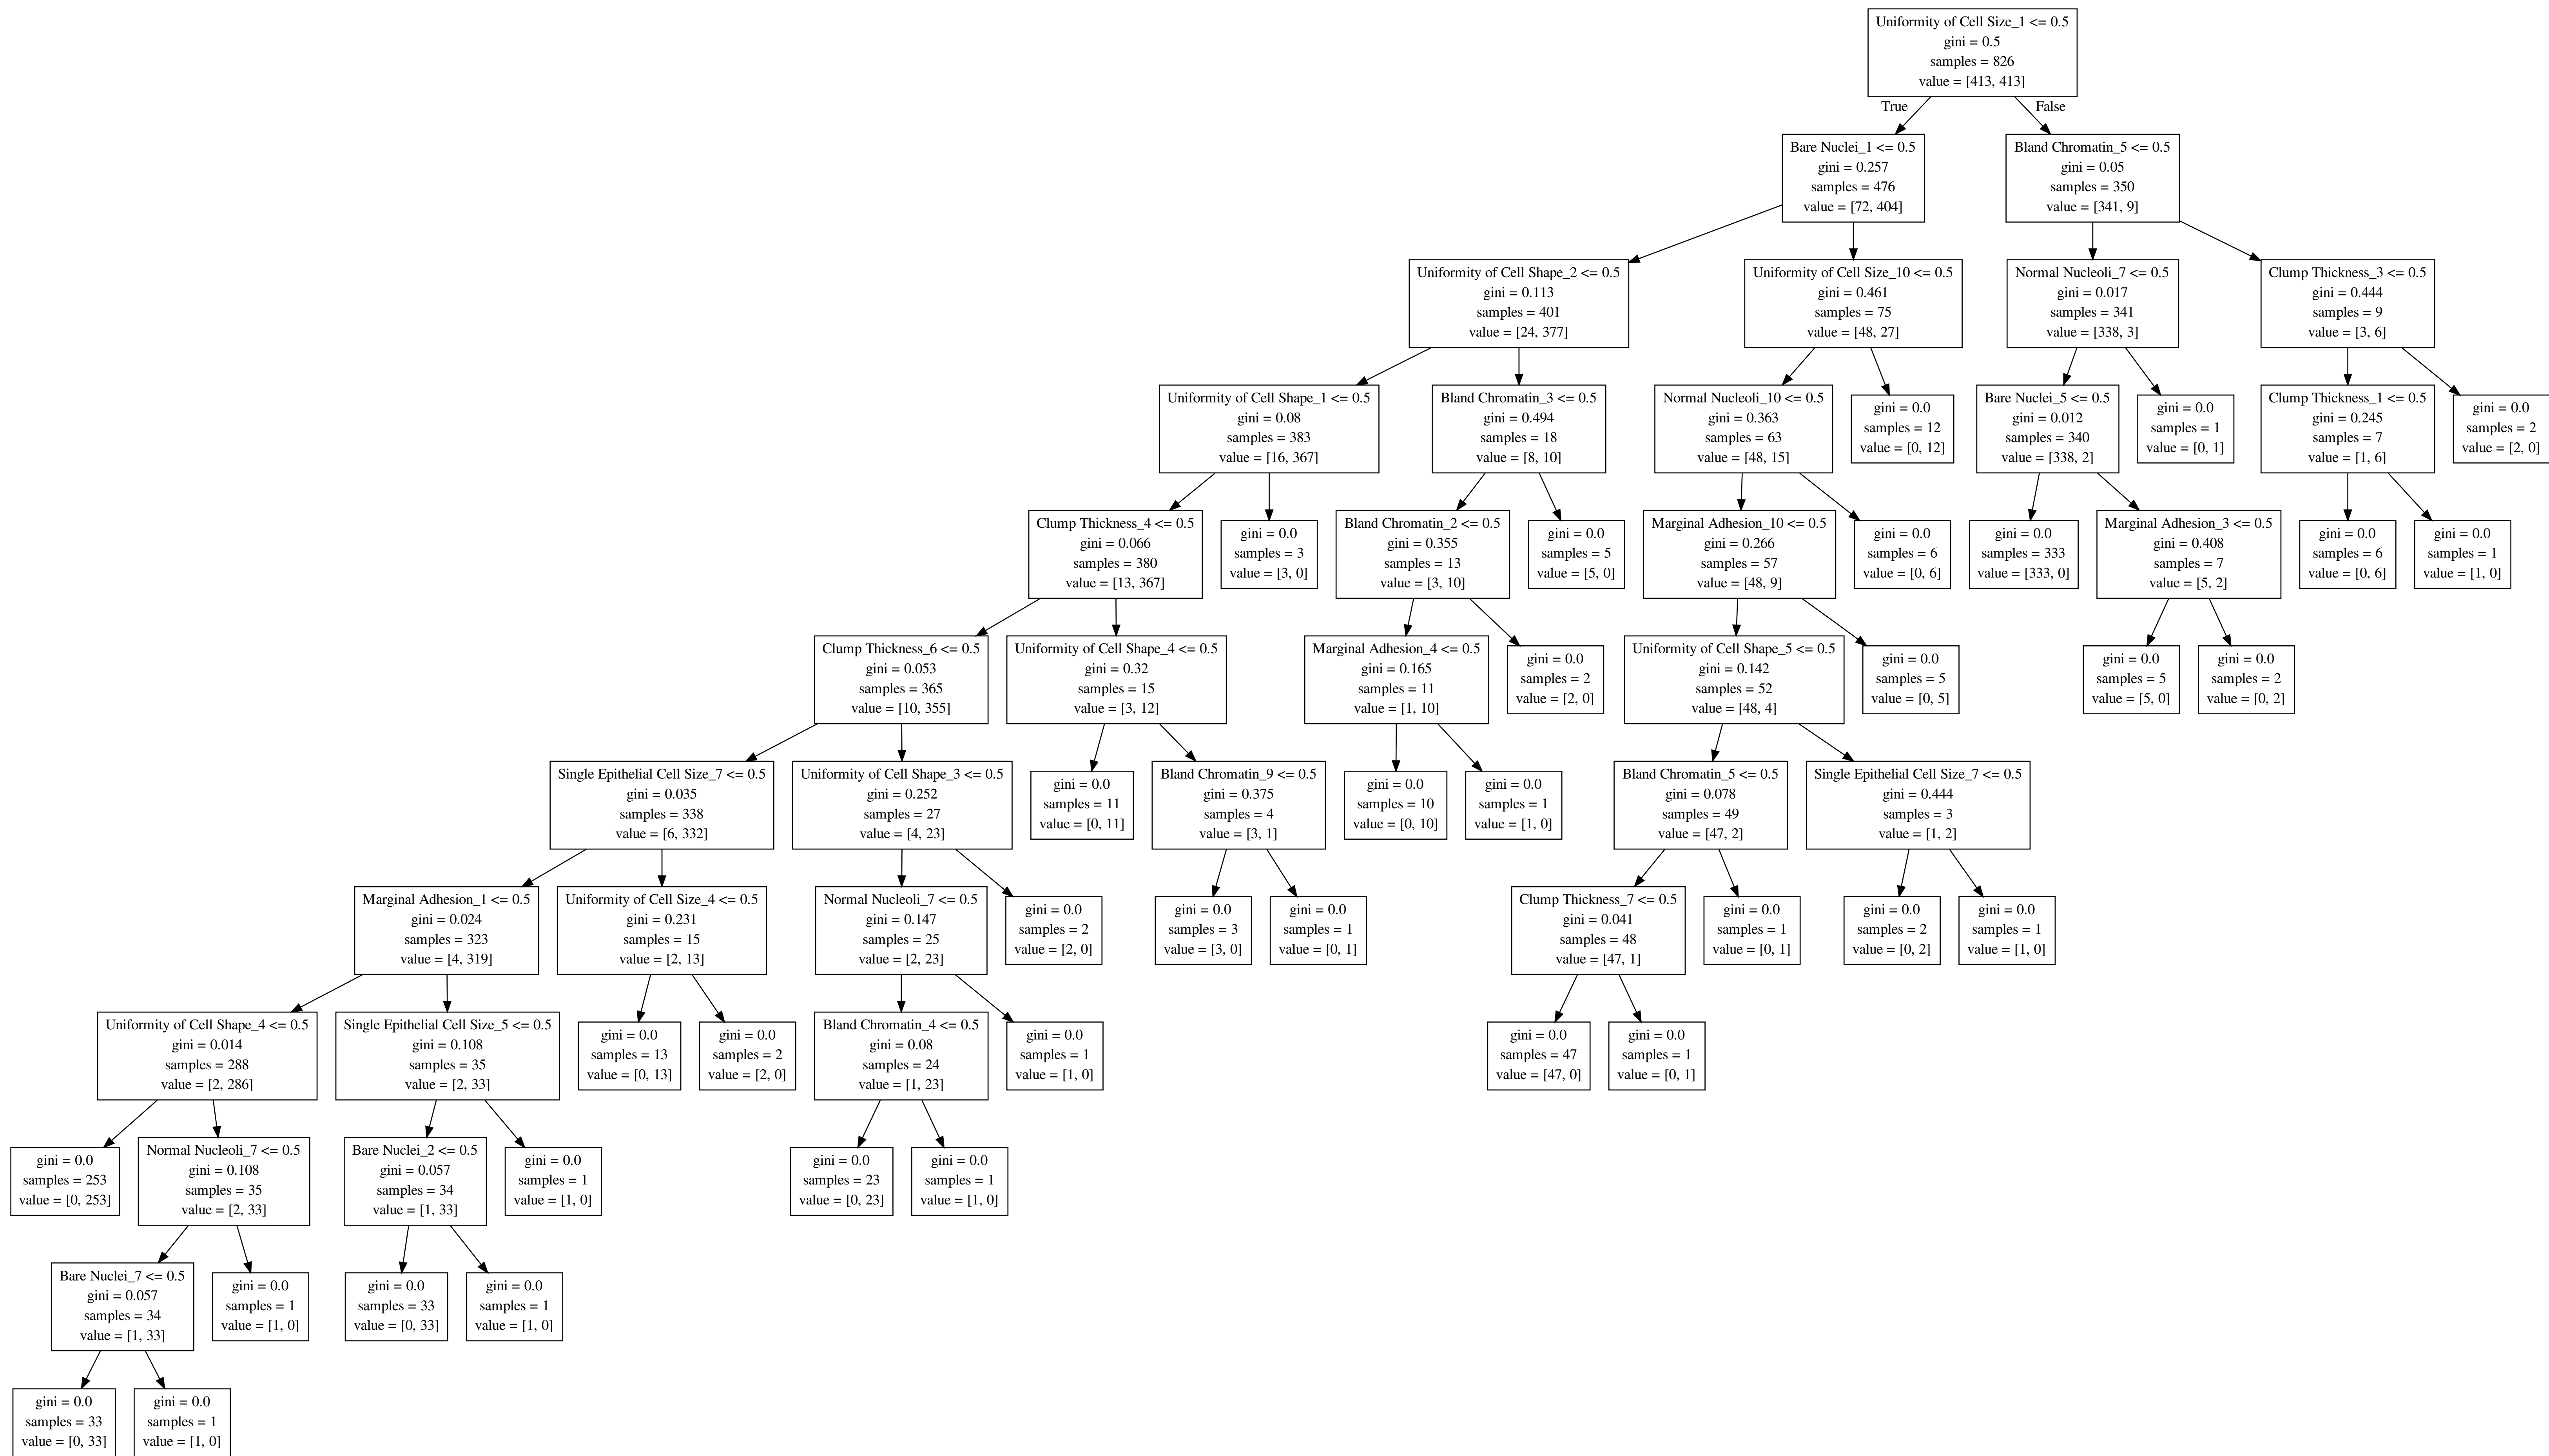 Uniformity of Cell Size_1 <= 0.5
gini = 0.5
samples = 826
value = [413, 413]
True
False
Bare Nuclei_1 <= 0.5
gini = 0.257
samples = 476
value = [72, 404]
Bland Chromatin_5 <= 0.5
gini = 0.05
samples = 350
value = [341, 9]
Uniformity of Cell Shape_2 <= 0.5
gini = 0.113
samples = 401
value = [24, 377]
Uniformity of Cell Size_10 <= 0.5
gini = 0.461
samples = 75
value = [48, 27]
Normal Nucleoli_7 <= 0.5
gini = 0.017
samples = 341
value = [338, 3]
Clump Thickness_3 <= 0.5
gini = 0.444
samples = 9
value = [3, 6]
Uniformity of Cell Shape_1 <= 0.5
gini = 0.08
samples = 383
value = [16, 367]
Bland Chromatin_3 <= 0.5
gini = 0.494
samples = 18
value = [8, 10]
Normal Nucleoli_10 <= 0.5
gini = 0.363
samples = 63
value = [48, 15]
gini = 0.0
samples = 12
value = [0, 12]
Bare Nuclei_5 <= 0.5
gini = 0.012
samples = 340
value = [338, 2]
gini = 0.0
samples = 1
value = [0, 1]
Clump Thickness_1 <= 0.5
gini = 0.245
samples = 7
value = [1, 6]
gini = 0.0
samples = 2
value = [2, 0]
Clump Thickness_4 <= 0.5
gini = 0.066
samples = 380
value = [13, 367]
gini = 0.0
samples = 3
value = [3, 0]
Bland Chromatin_2 <= 0.5
gini = 0.355
samples = 13
value = [3, 10]
gini = 0.0
samples = 5
value = [5, 0]
Marginal Adhesion_10 <= 0.5
gini = 0.266
samples = 57
value = [48, 9]
gini = 0.0
samples = 6
value = [0, 6]
gini = 0.0
samples = 333
value = [333, 0]
Marginal Adhesion_3 <= 0.5
gini = 0.408
samples = 7
value = [5, 2]
gini = 0.0
samples = 6
value = [0, 6]
gini = 0.0
samples = 1
value = [1, 0]
Clump Thickness_6 <= 0.5
gini = 0.053
samples = 365
value = [10, 355]
Uniformity of Cell Shape_4 <= 0.5
gini = 0.32
samples = 15
value = [3, 12]
Marginal Adhesion_4 <= 0.5
gini = 0.165
samples = 11
value = [1, 10]
gini = 0.0
samples = 2
value = [2, 0]
Uniformity of Cell Shape_5 <= 0.5
gini = 0.142
samples = 52
value = [48, 4]
gini = 0.0
samples = 5
value = [0, 5]
gini = 0.0
samples = 5
value = [5, 0]
gini = 0.0
samples = 2
value = [0, 2]
Single Epithelial Cell Size_7 <= 0.5
gini = 0.035
samples = 338
value = [6, 332]
Uniformity of Cell Shape_3 <= 0.5
gini = 0.252
samples = 27
value = [4, 23]
gini = 0.0
samples = 11
value = [0, 11]
Bland Chromatin_9 <= 0.5
gini = 0.375
samples = 4
value = [3, 1]
gini = 0.0
samples = 10
value = [0, 10]
gini = 0.0
samples = 1
value = [1, 0]
Bland Chromatin_5 <= 0.5
gini = 0.078
samples = 49
value = [47, 2]
Single Epithelial Cell Size_7 <= 0.5
gini = 0.444
samples = 3
value = [1, 2]
Marginal Adhesion_1 <= 0.5
gini = 0.024
samples = 323
value = [4, 319]
Uniformity of Cell Size_4 <= 0.5
gini = 0.231
samples = 15
value = [2, 13]
Normal Nucleoli_7 <= 0.5
gini = 0.147
samples = 25
value = [2, 23]
gini = 0.0
samples = 2
value = [2, 0]
gini = 0.0
samples = 3
value = [3, 0]
gini = 0.0
samples = 1
value = [0, 1]
Clump Thickness_7 <= 0.5
gini = 0.041
samples = 48
value = [47, 1]
gini = 0.0
samples = 1
value = [0, 1]
gini = 0.0
samples = 2
value = [0, 2]
gini = 0.0
samples = 1
value = [1, 0]
Uniformity of Cell Shape_4 <= 0.5
gini = 0.014
samples = 288
value = [2, 286]
Single Epithelial Cell Size_5 <= 0.5
gini = 0.108
samples = 35
value = [2, 33]
gini = 0.0
samples = 13
value = [0, 13]
gini = 0.0
samples = 2
value = [2, 0]
Bland Chromatin_4 <= 0.5
gini = 0.08
samples = 24
value = [1, 23]
gini = 0.0
samples = 1
value = [1, 0]
gini = 0.0
samples = 47
value = [47, 0]
gini = 0.0
samples = 1
value = [0, 1]
gini = 0.0
samples = 253
value = [0, 253]
Normal Nucleoli_7 <= 0.5
gini = 0.108
samples = 35
value = [2, 33]
Bare Nuclei_2 <= 0.5
gini = 0.057
samples = 34
value = [1, 33]
gini = 0.0
samples = 1
value = [1, 0]
gini = 0.0
samples = 23
value = [0, 23]
gini = 0.0
samples = 1
value = [1, 0]
Bare Nuclei_7 <= 0.5
gini = 0.057
samples = 34
value = [1, 33]
gini = 0.0
samples = 1
value = [1, 0]
gini = 0.0
samples = 33
value = [0, 33]
gini = 0.0
samples = 1
value = [1, 0]
gini = 0.0
samples = 33
value = [0, 33]
gini = 0.0
samples = 1
value = [1, 0]